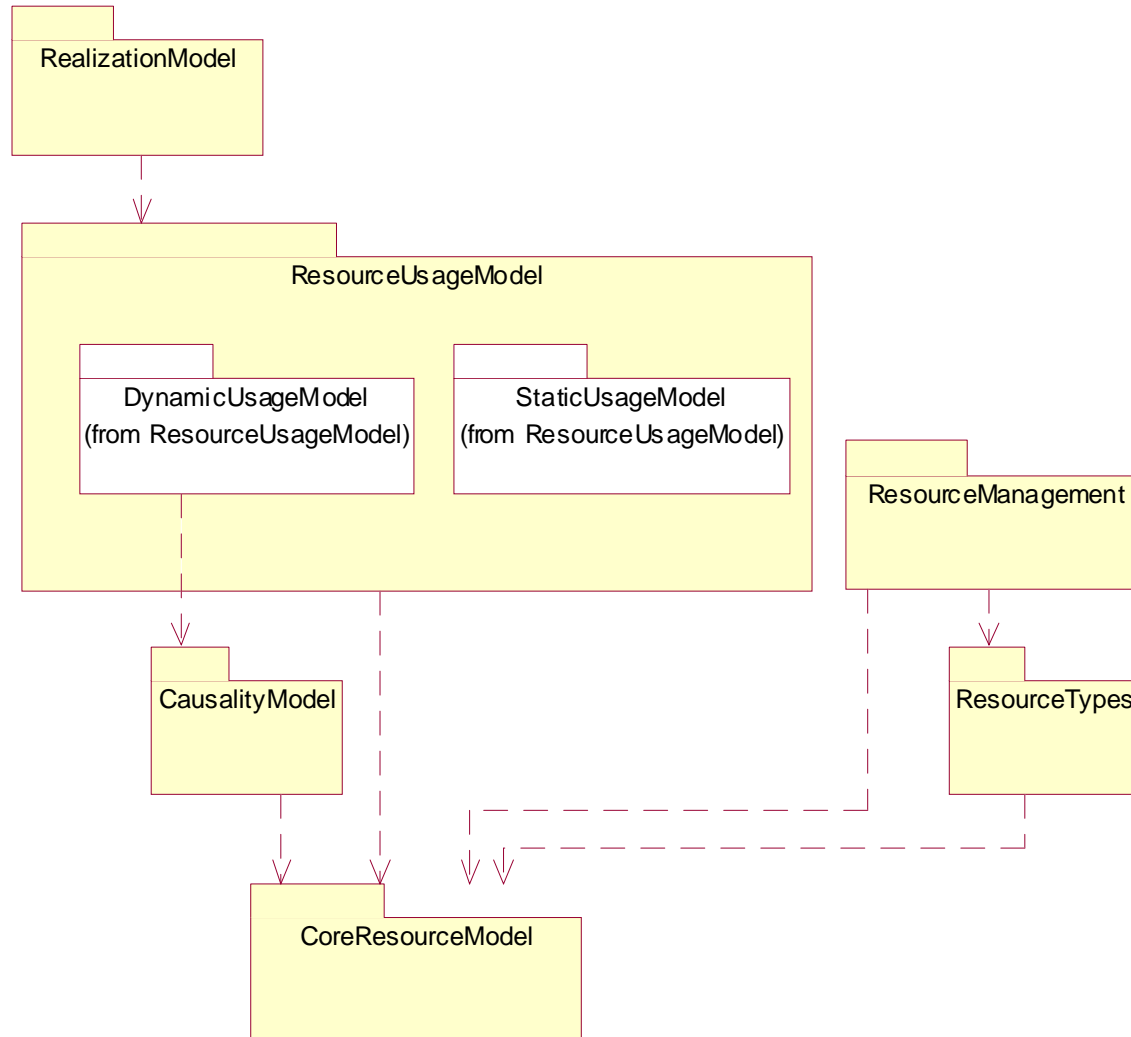 RealizationModel
ResourceUsageModel
DynamicUsageModel
(from ResourceUsageModel)
StaticUsageModel
(from ResourceUsageModel)
ResourceManagement
CausalityModel
ResourceTypes
CoreResourceModel